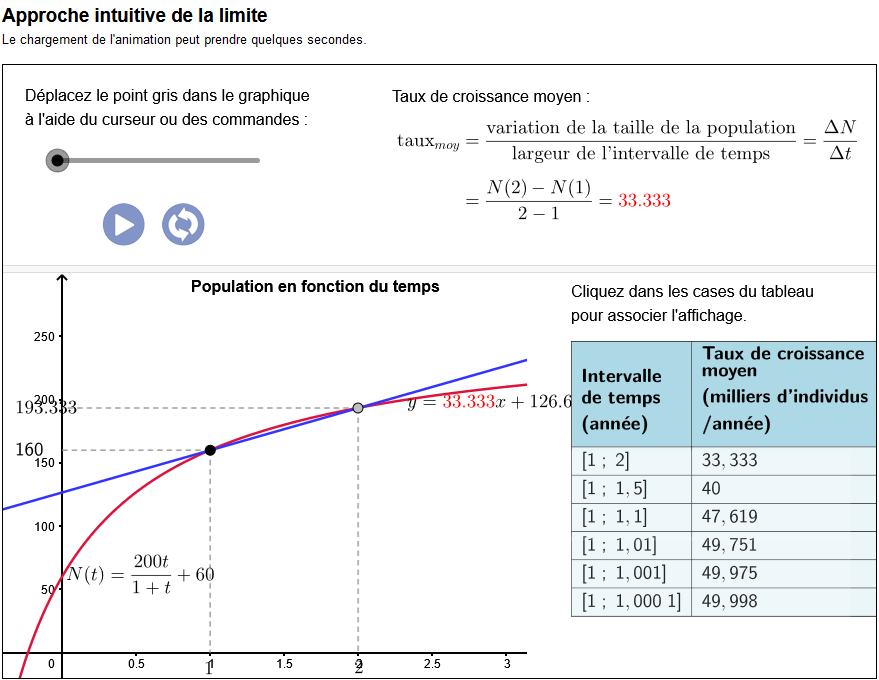 Approche intuitive de la limite
Le chargement de l'animation peut prendre quelques secondes.
Déplacez le point gris dans le graphique
à l'aide du curseur ou des commandes :
Taux de croissance moyen :
taux_moy = variation de la taille de la population / largeur de l'intervalle de temps = ΔN / Δt
= N(2) − N(1) / 2 − 1 = 33.333
Population en fonction du temps
250
200
193.333
160
150
100
50
0
0.5
1
1
1.5
2
2
2.5
3
y = 33.333x + 126.6
N(t) = 200t / 1 + t + 60
Cliquez dans les cases du tableau
pour associer l'affichage.
Intervalle
de temps
(année)
Taux de croissance
moyen
(milliers d'individus
/année)
[1 ; 2] 33,333
[1 ; 1,5] 40
[1 ; 1,1] 47,619
[1 ; 1,01] 49,751
[1 ; 1,001] 49,975
[1 ; 1,000 1] 49,998